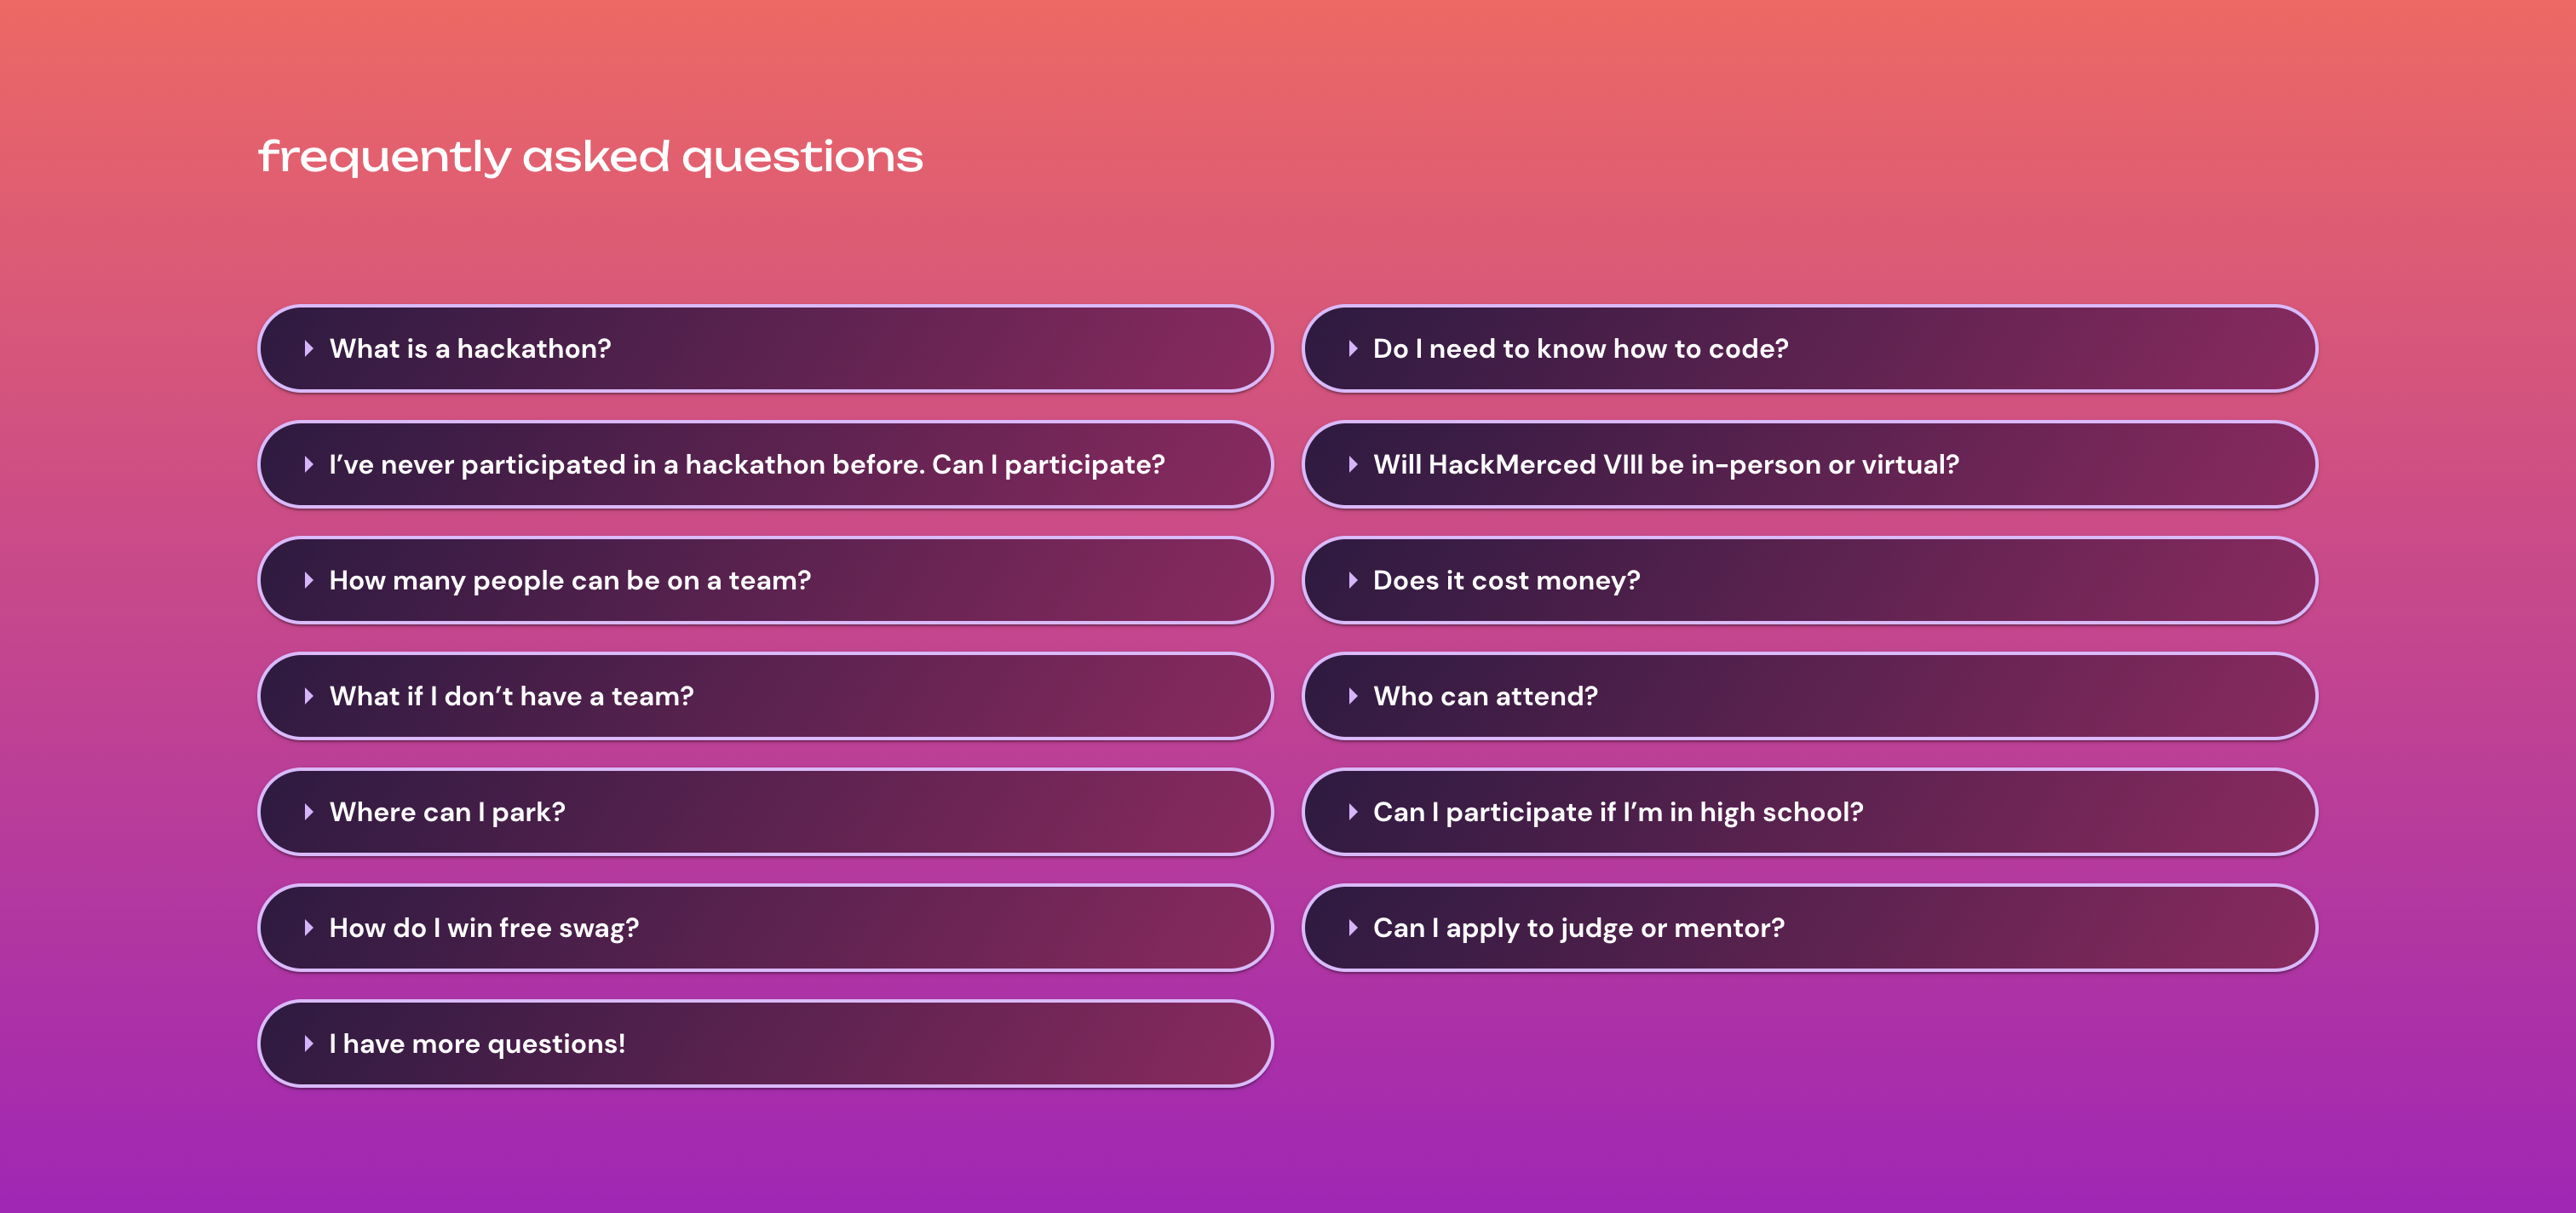 frequently asked questions
What is a hackathon?
Do I need to know how to code?
I’ve never participated in a hackathon before. Can I participate?
Will HackMerced VIII be in-person or virtual?
How many people can be on a team?
Does it cost money?
What if I don’t have a team?
Who can attend?
Where can I park?
Can I participate if I’m in high school?
How do I win free swag?
Can I apply to judge or mentor?
I have more questions!